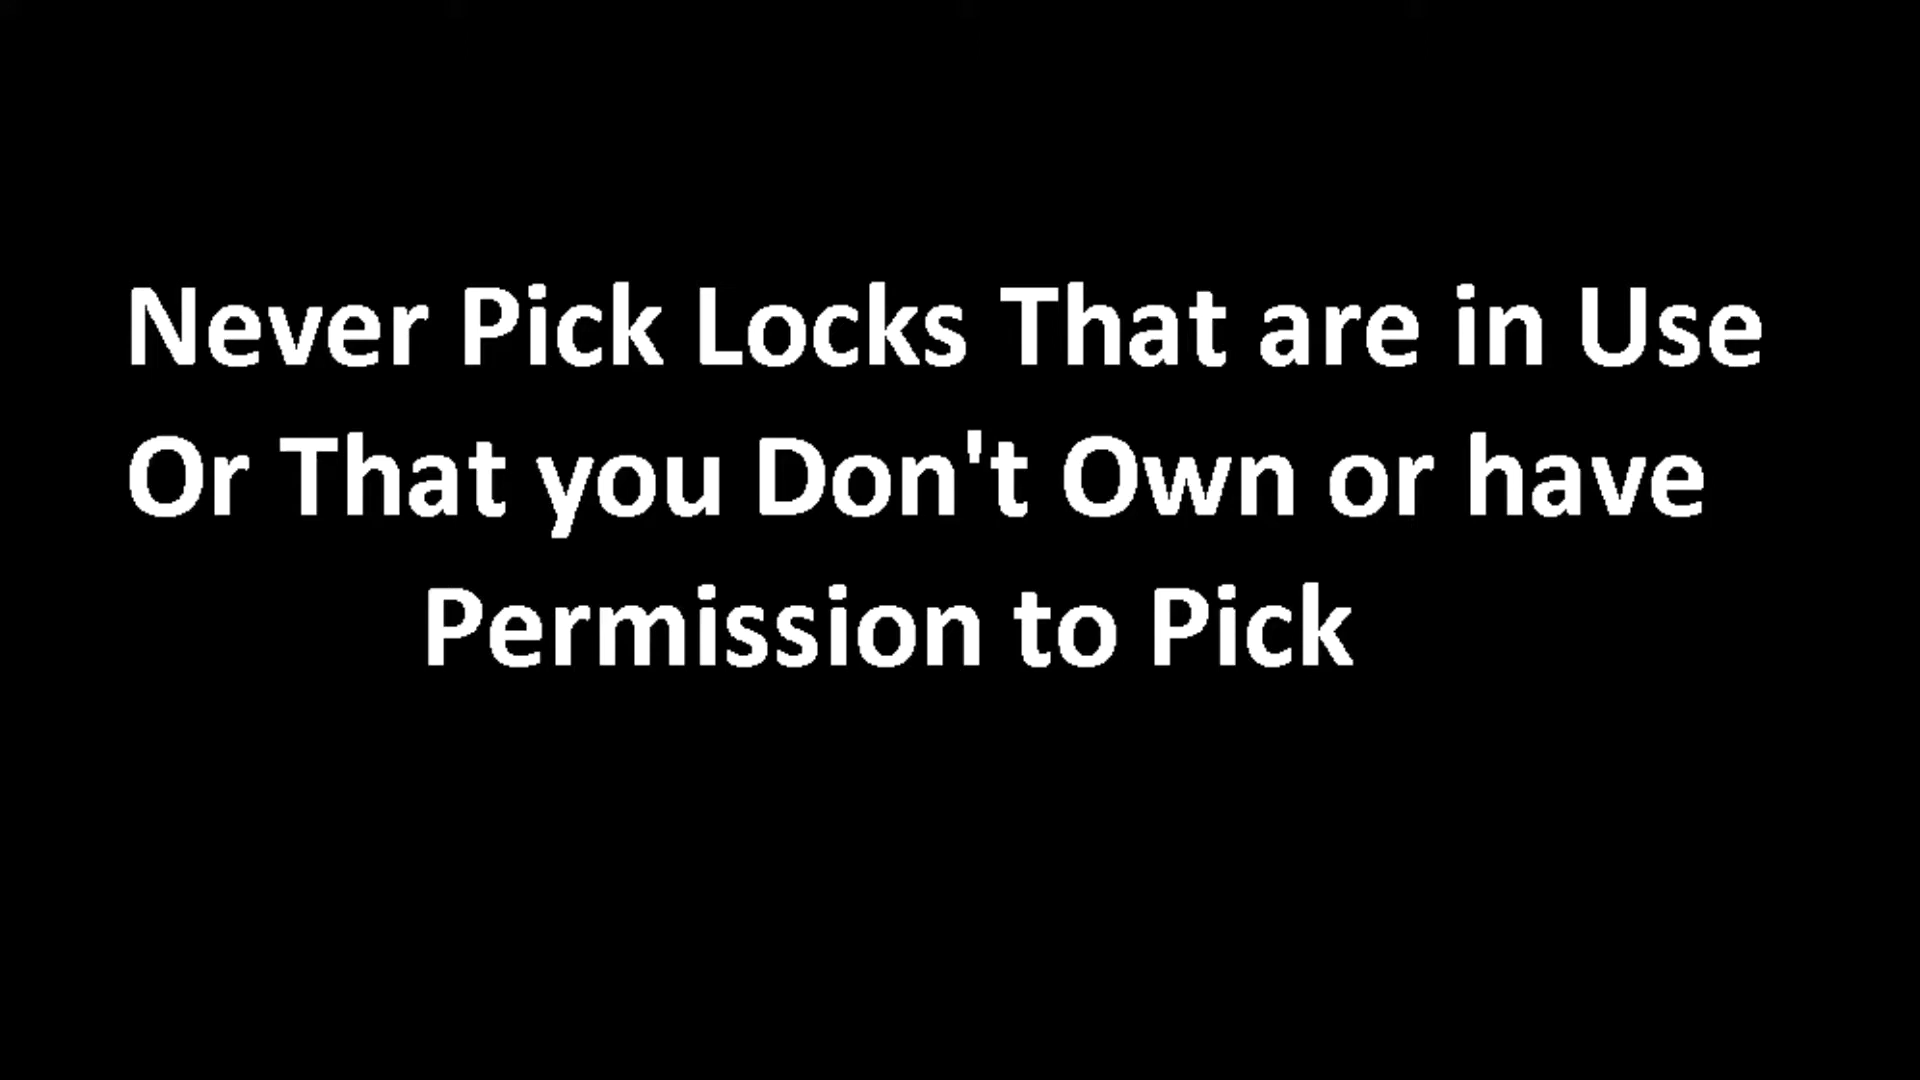 Never Pick Locks That are in Use
Or That you Don't Own or have
Permission to Pick